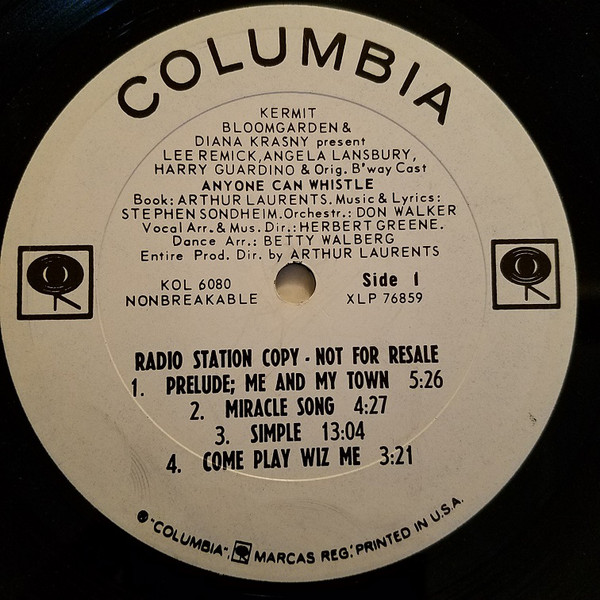 COLUMBIA
KERMIT
BLOOMGARDEN &
DIANA KRASNY present
LEE REMICK, ANGELA LANSBURY,
HARRY GUARDINO & Orig. B'way Cast
ANYONE CAN WHISTLE
Book: ARTHUR LAURENTS. Music & Lyrics:
STEPHEN SONDHEIM. Orchestr.: DON WALKER
Vocal Arr. & Mus. Dir.: HERBERT GREENE.
Dance Arr.: BETTY WALBERG
Entire Prod. Dir. by ARTHUR LAURENTS
KOL 6080
NONBREAKABLE
Side 1
XLP 76859
RADIO STATION COPY - NOT FOR RESALE
1. PRELUDE; ME AND MY TOWN 5:26
2. MIRACLE SONG 4:27
3. SIMPLE 13:04
4. COME PLAY WIZ ME 3:21
® "COLUMBIA", MARCAS REG. PRINTED IN U.S.A.